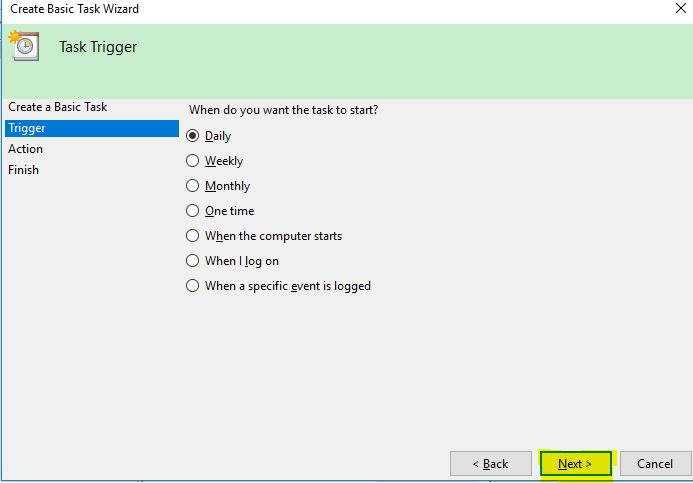 Create Basic Task Wizard
Task Trigger
Create a Basic Task
Trigger
Action
Finish
When do you want the task to start?
Daily
Weekly
Monthly
One time
When the computer starts
When I log on
When a specific event is logged
< Back
Next >
Cancel